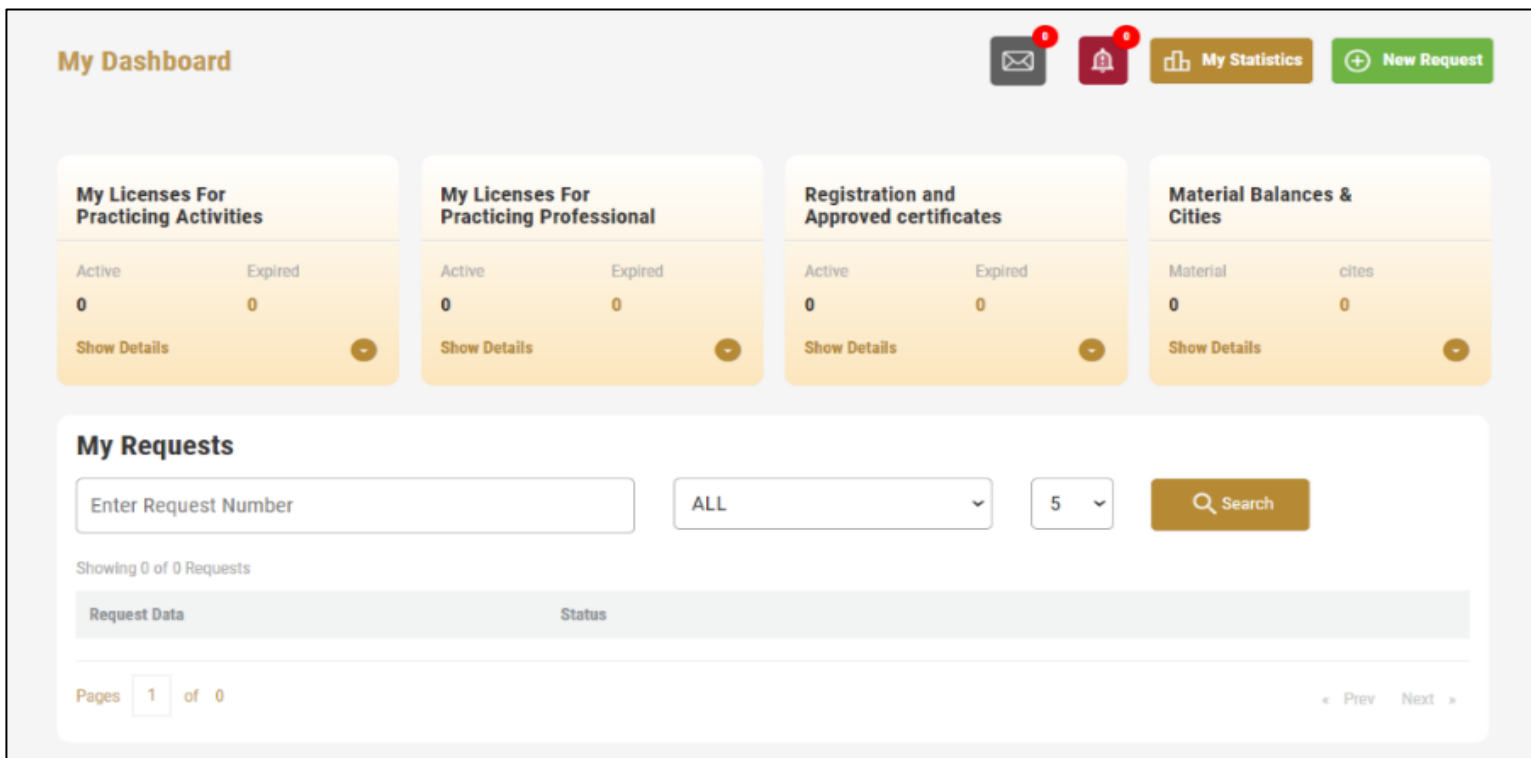 My Dashboard
0
0
My Statistics
New Request
My Licenses For
Practicing Activities
Active Expired
0 0
Show Details
My Licenses For
Practicing Professional
Active Expired
0 0
Show Details
Registration and
Approved certificates
Active Expired
0 0
Show Details
Material Balances &
Cities
Material cites
0 0
Show Details
My Requests
Enter Request Number
ALL
5
Search
Showing 0 of 0 Requests
Request Data Status
Pages 1 of 0
« Prev Next »